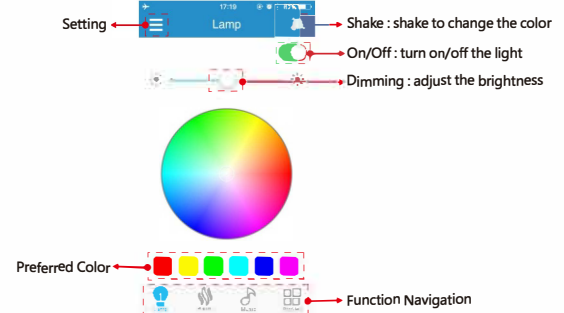 17:19
Setting
Lamp
Shake : shake to change the color
On/Off : turn on/off the light
Dimming : adjust the brightness
Preferred Color
Music
Function Navigation